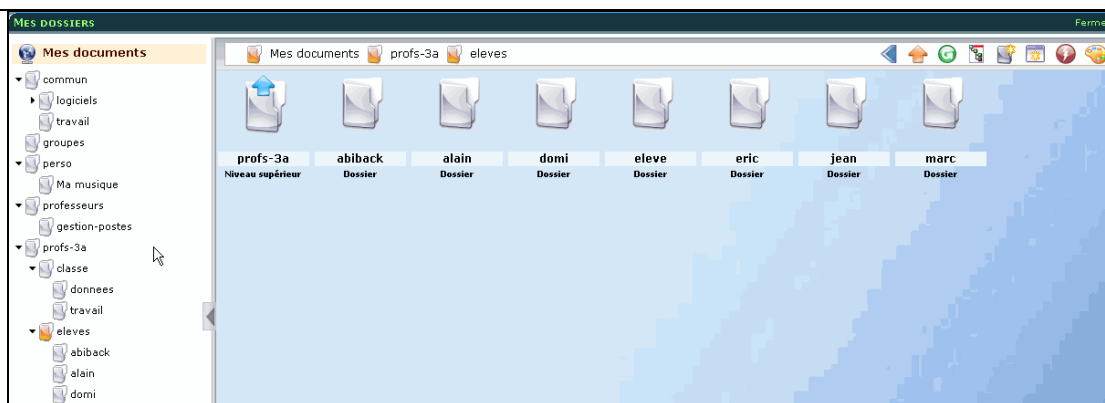 MES DOSSIERS
Ferme
Mes documents
commun
logiciels
travail
groupes
perso
Ma musique
professeurs
gestion-postes
profs-3a
classe
donnees
travail
eleves
abiback
alain
domi
Mes documents profs-3a eleves
profs-3a abiback alain domi eleve eric jean marc
Niveau supérieur Dossier Dossier Dossier Dossier Dossier Dossier Dossier